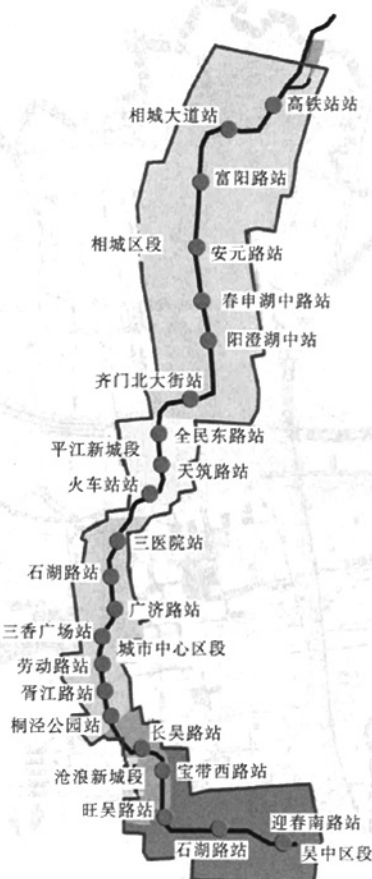 高铁站站
相城大道站
富阳路站
相城区段
安元路站
春申湖中路站
阳澄湖中站
齐门北大街站
全民东路站
平江新城段
天筑路站
火车站站
三医院站
石湖路站
广济路站
三香广场站
城市中心区段
劳动路站
胥江路站
桐泾公园站
长吴路站
沧浪新城段
宝带西路站
旺吴路站
迎春南路站
石湖路站
吴中区段